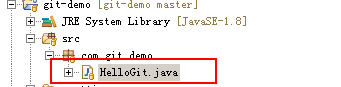 git-demo [git-demo master]
JRE System Library [JavaSE-1.8]
src
com.git.demo
HelloGit.java